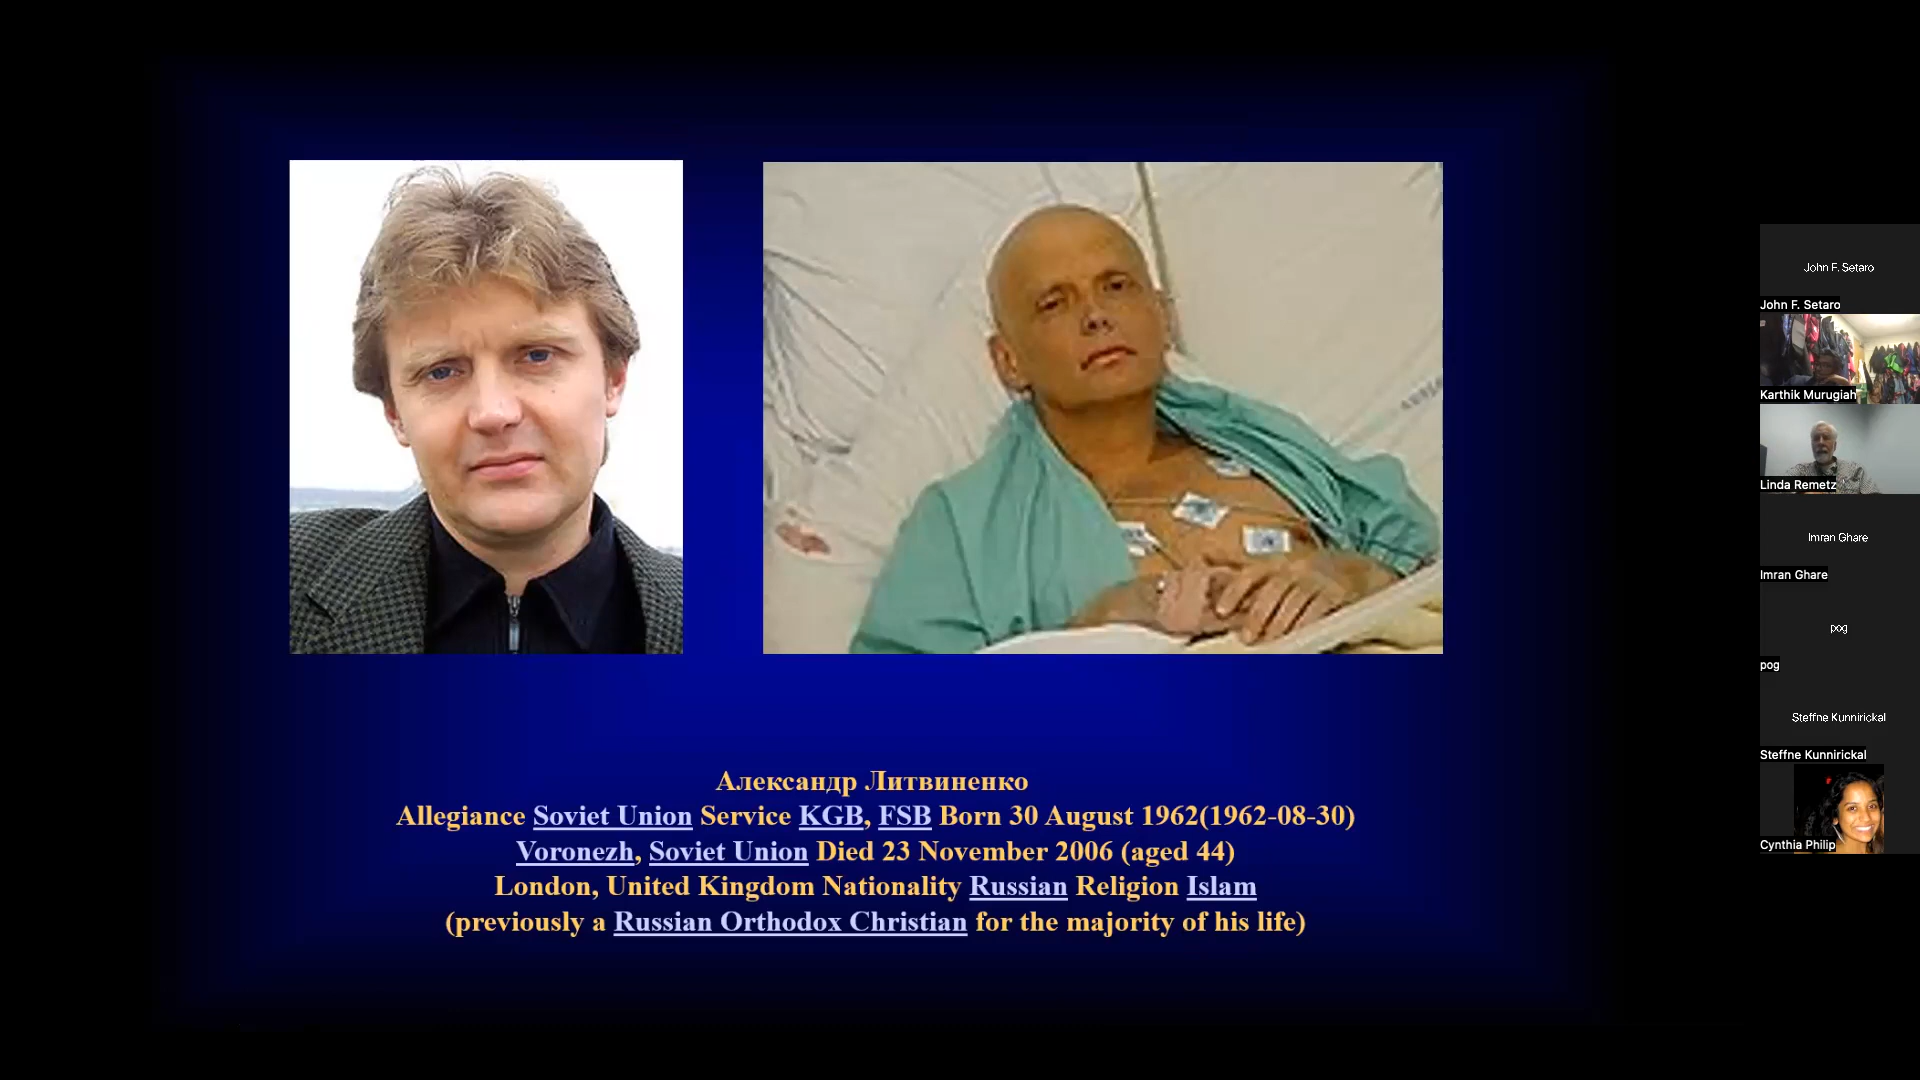 Александр Литвиненко
Allegiance Soviet Union Service KGB, FSB Born 30 August 1962(1962-08-30)
Voronezh, Soviet Union Died 23 November 2006 (aged 44)
London, United Kingdom Nationality Russian Religion Islam
(previously a Russian Orthodox Christian for the majority of his life)
John F. Setaro
John F. Setaro
Karthik Murugiah
Linda Remetz
Imran Ghare
Imran Ghare
pog
pog
Steffne Kunnirickal
Steffne Kunnirickal
Cynthia Philip